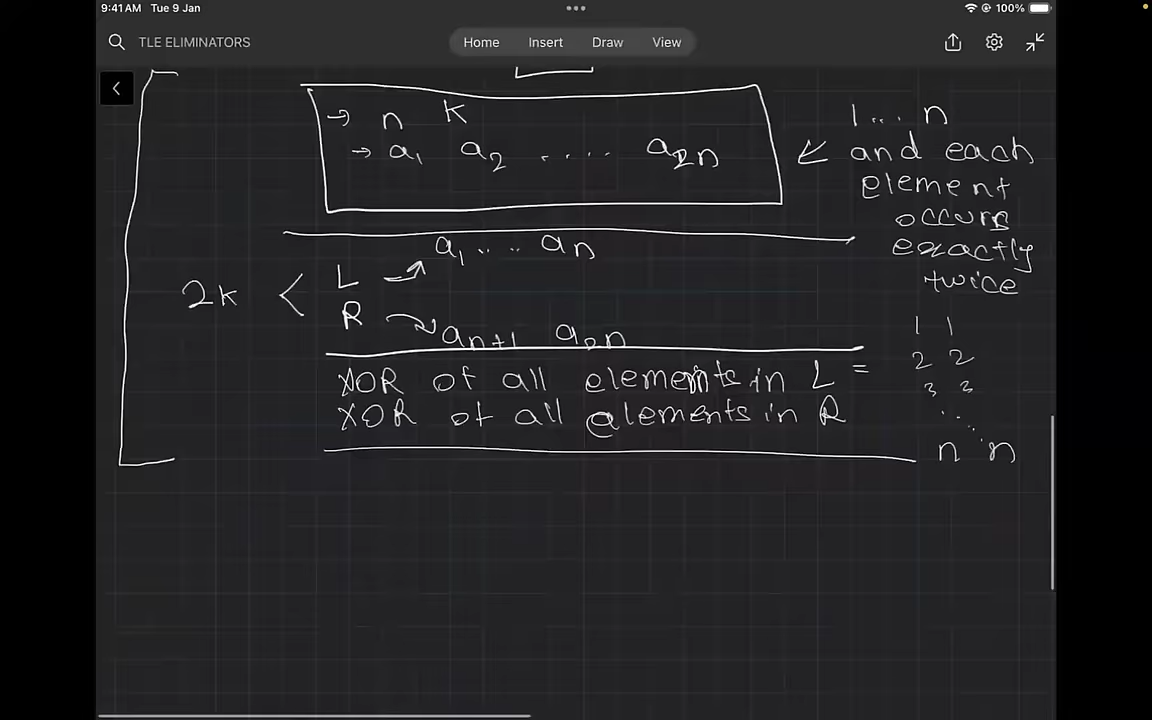 9:41 AM Tue 9 Jan
100%
TLE ELIMINATORS
Home Insert Draw View
→ n k
→ a₁ a₂ ..... a₂n
1... n
and each
element
occurs
exactly
twice
2k < L → a₁ .... an
R → an+1 a2n
XOR of all elements in L =
XOR of all elements in R
1 1
2 2
3 3
n n